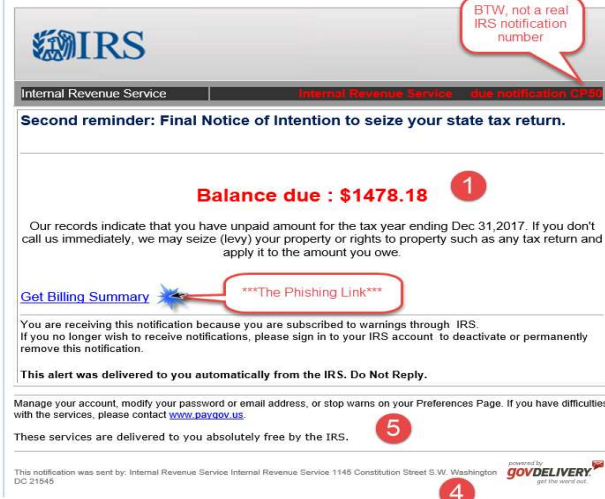 BTW, not a real
IRS notification
number
IRS
Internal Revenue Service
Internal Revenue Service due notification CP50
Second reminder: Final Notice of Intention to seize your state tax return.
Balance due : $1478.18
1
Our records indicate that you have unpaid amount for the tax year ending Dec 31,2017. If you don't
call us immediately, we may seize (levy) your property or rights to property such as any tax return and
apply it to the amount you owe.
Get Billing Summary
***The Phishing Link***
You are receiving this notification because you are subscribed to warnings through IRS.
If you no longer wish to receive notifications, please sign in to your IRS account to deactivate or permanently
remove this notification.
This alert was delivered to you automatically from the IRS. Do Not Reply.
Manage your account, modify your password or email address, or stop warns on your Preferences Page. If you have difficulties
with the services, please contact www.paygov.us.
5
These services are delivered to you absolutely free by the IRS.
This notification was sent by: Internal Revenue Service Internal Revenue Service 1145 Constitution Street S.W. Washington
DC 21545
4
powered by
GOVDELIVERY
get the word out.